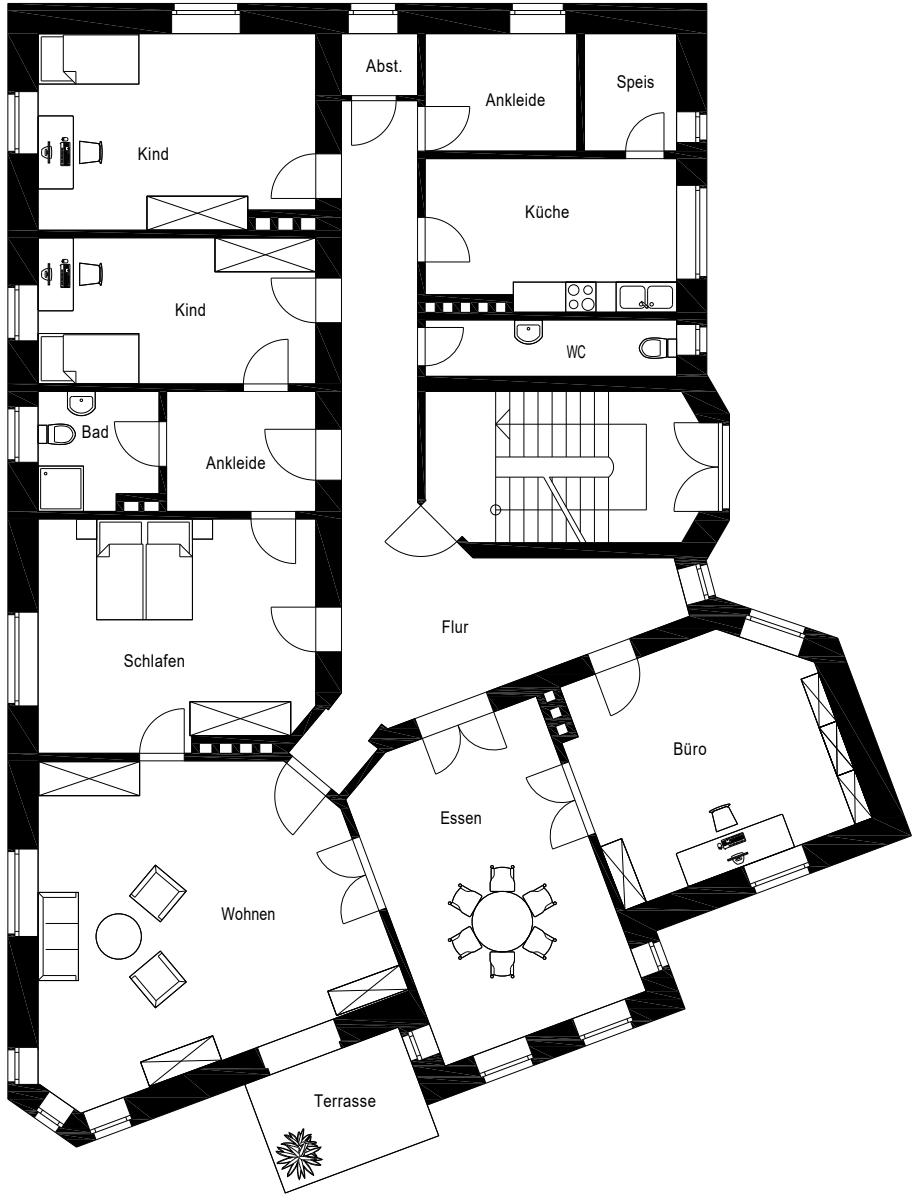 Abst.
Speis
Ankleide
Kind
Küche
Kind
WC
Bad
Ankleide
Flur
Schlafen
Büro
Essen
Wohnen
Terrasse